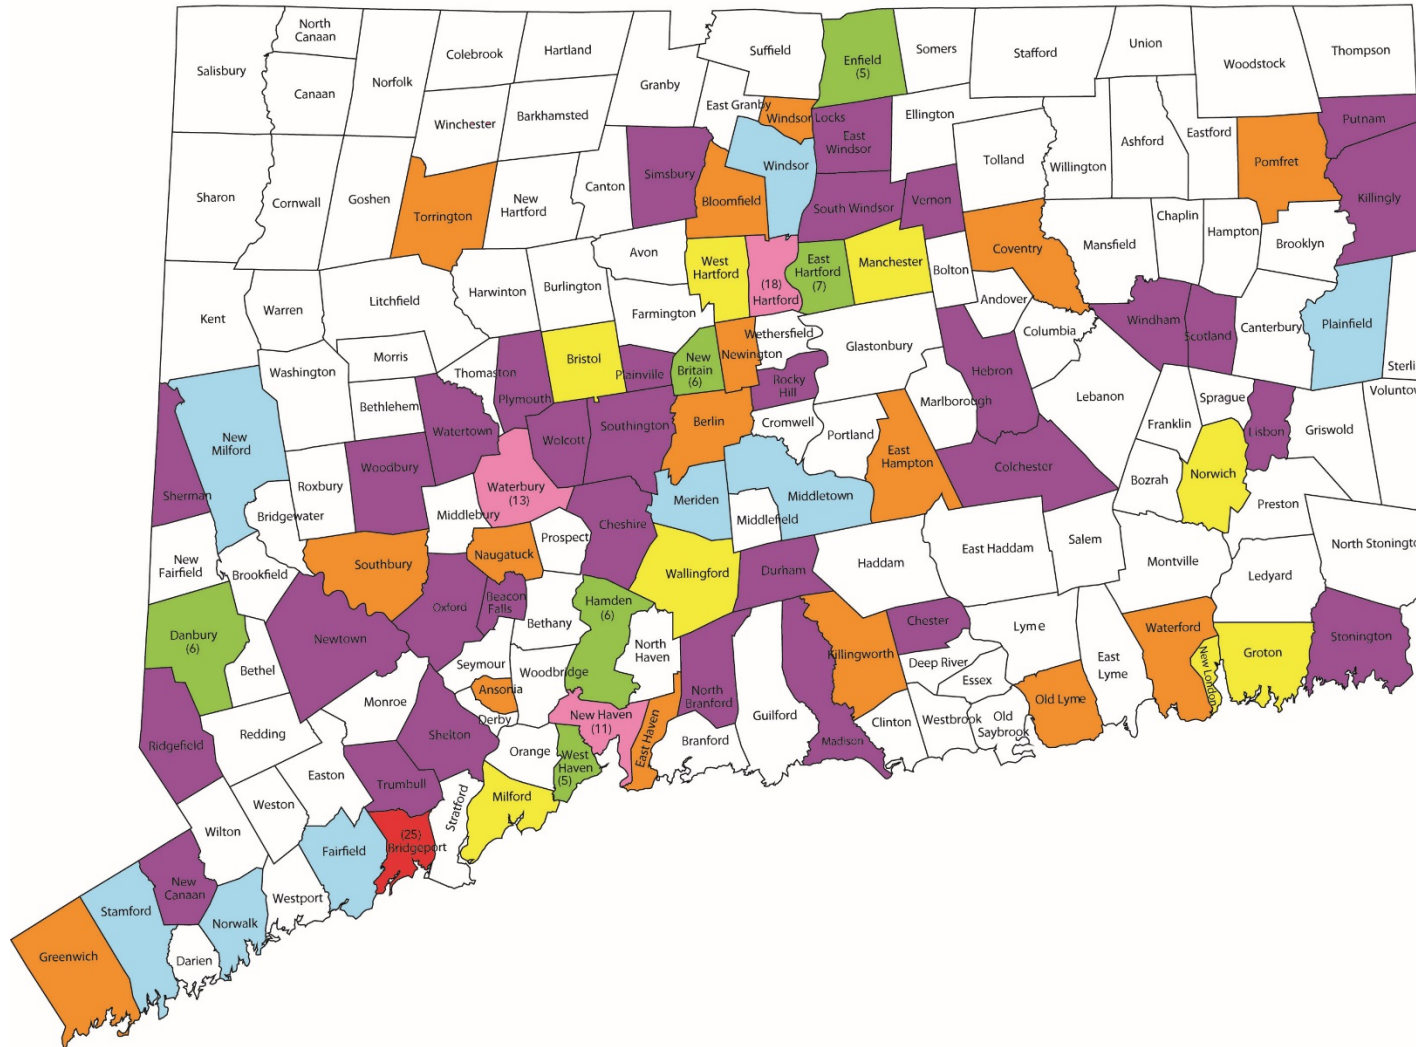 North
Canaan
Colebrook
Hartland
Suffield
Enfield
(5)
Somers
Stafford
Union
Woodstock
Thompson
Salisbury
Canaan
Norfolk
Granby
Winchester
Barkhamsted
East Granby
Windsor Locks
East
Windsor
Ellington
Tolland
Willington
Ashford
Eastford
Pomfret
Putnam
Killingly
Sharon
Cornwall
Goshen
Torrington
New
Hartford
Canton
Simsbury
Bloomfield
Windsor
South Windsor
Vernon
Coventry
Mansfield
Chaplin
Hampton
Brooklyn
Kent
Warren
Litchfield
Harwinton
Burlington
Avon
Farmington
West
Hartford
(18)
Hartford
East
Hartford
(7)
Manchester
Bolton
Andover
Columbia
Windham
Scotland
Canterbury
Plainfield
Sterli
Voluntow
Washington
Morris
Bethlehem
Thomaston
Plymouth
Bristol
Plainville
New
Britain
(6)
Newington
Wethersfield
Rocky
Hill
Glastonbury
Hebron
Marlborough
Lebanon
Franklin
Sprague
Lisbon
Griswold
New
Milford
Sherman
Roxbury
Woodbury
Watertown
Wolcott
Southington
Berlin
Cromwell
Portland
East
Hampton
Colchester
Bozrah
Norwich
Preston
Bridgewater
Middlebury
Waterbury
(13)
Cheshire
Meriden
Middletown
Middlefield
New
Fairfield
Brookfield
Southbury
Naugatuck
Prospect
Wallingford
Durham
Haddam
East Haddam
Salem
Montville
Ledyard
North Stonington
Danbury
(6)
Bethel
Newtown
Oxford
Beacon
Falls
Bethany
Hamden
(6)
North
Haven
Killingworth
Chester
Lyme
East
Lyme
Waterford
New London
Groton
Stonington
Ridgefield
Redding
Monroe
Seymour
Woodbridge
Ansonia
Derby
New Haven
(11)
East Haven
North
Branford
Branford
Guilford
Madison
Clinton
Deep River
Essex
Westbrook
Old
Saybrook
Old Lyme
Easton
Shelton
Orange
West
Haven
(5)
Trumbull
Milford
Stratford
Wilton
Weston
Fairfield
(25)
Bridgeport
New
Canaan
Westport
Norwalk
Stamford
Darien
Greenwich